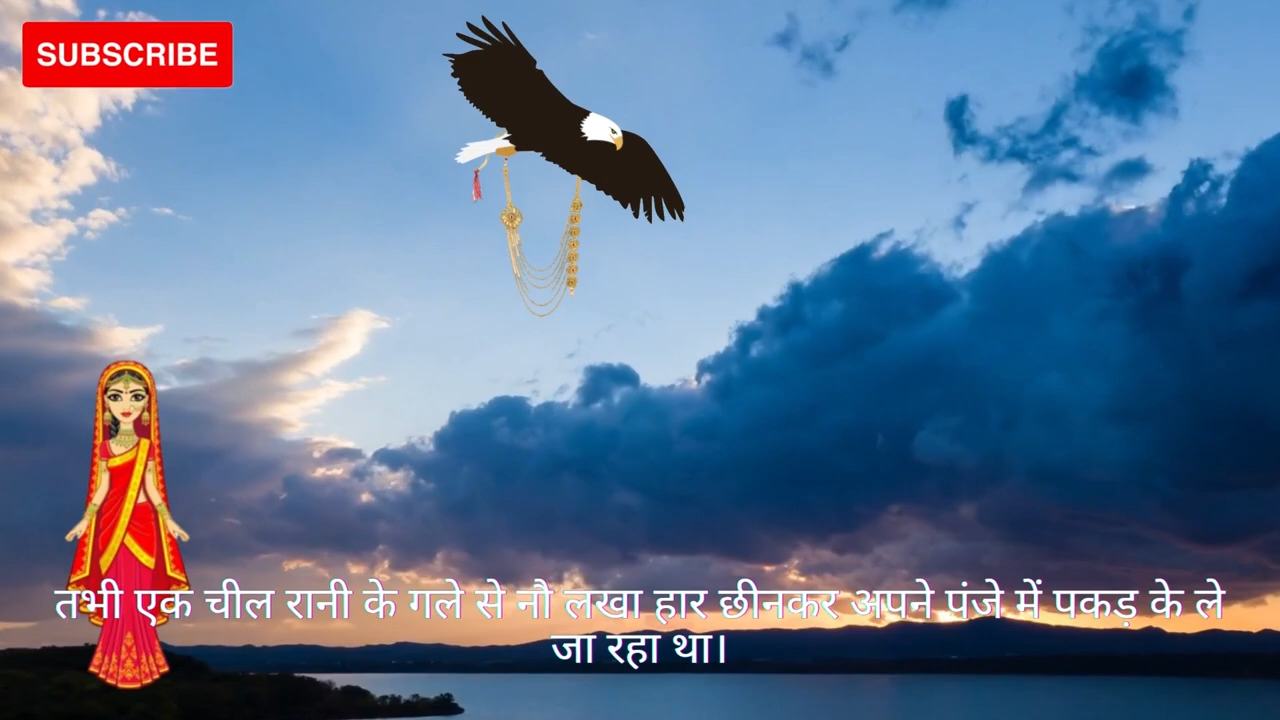 SUBSCRIBE
तभी एक चील रानी के गले से नौ लखा हार छीनकर अपने पंजे में पकड़ के ले
जा रहा था।